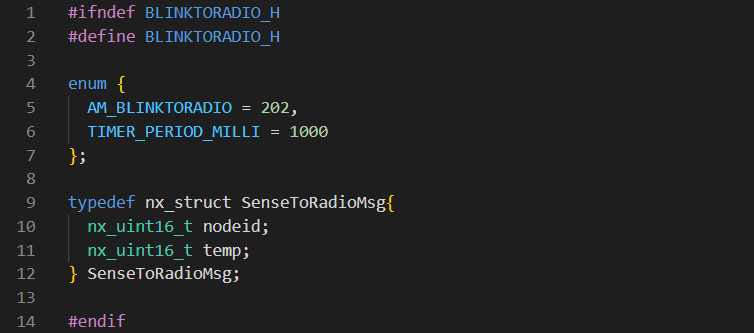 1 #ifndef BLINKTORADIO_H
2 #define BLINKTORADIO_H
3
4 enum {
5 AM_BLINKTORADIO = 202,
6 TIMER_PERIOD_MILLI = 1000
7 };
8
9 typedef nx_struct SenseToRadioMsg{
10 nx_uint16_t nodeid;
11 nx_uint16_t temp;
12 } SenseToRadioMsg;
13
14 #endif